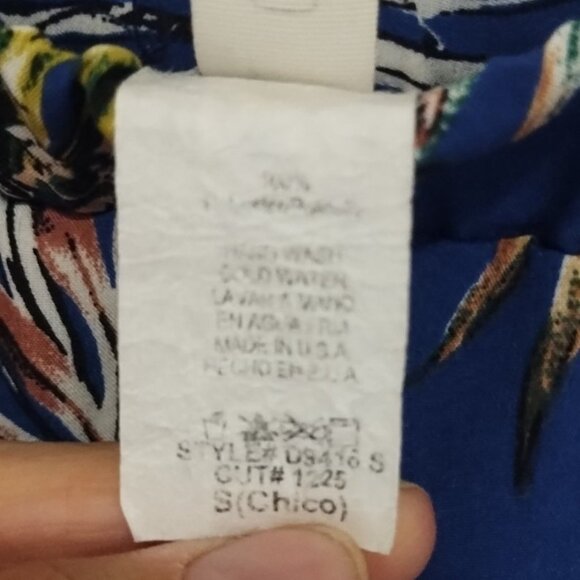 100%
HAND WASH
COLD WATER
LAVAR A MANO
EN AGUA FRIA
MADE IN U.S.A
HECHO EN E.U.A
STYLE# D9416 S
CUT# 1225
S(Chico)